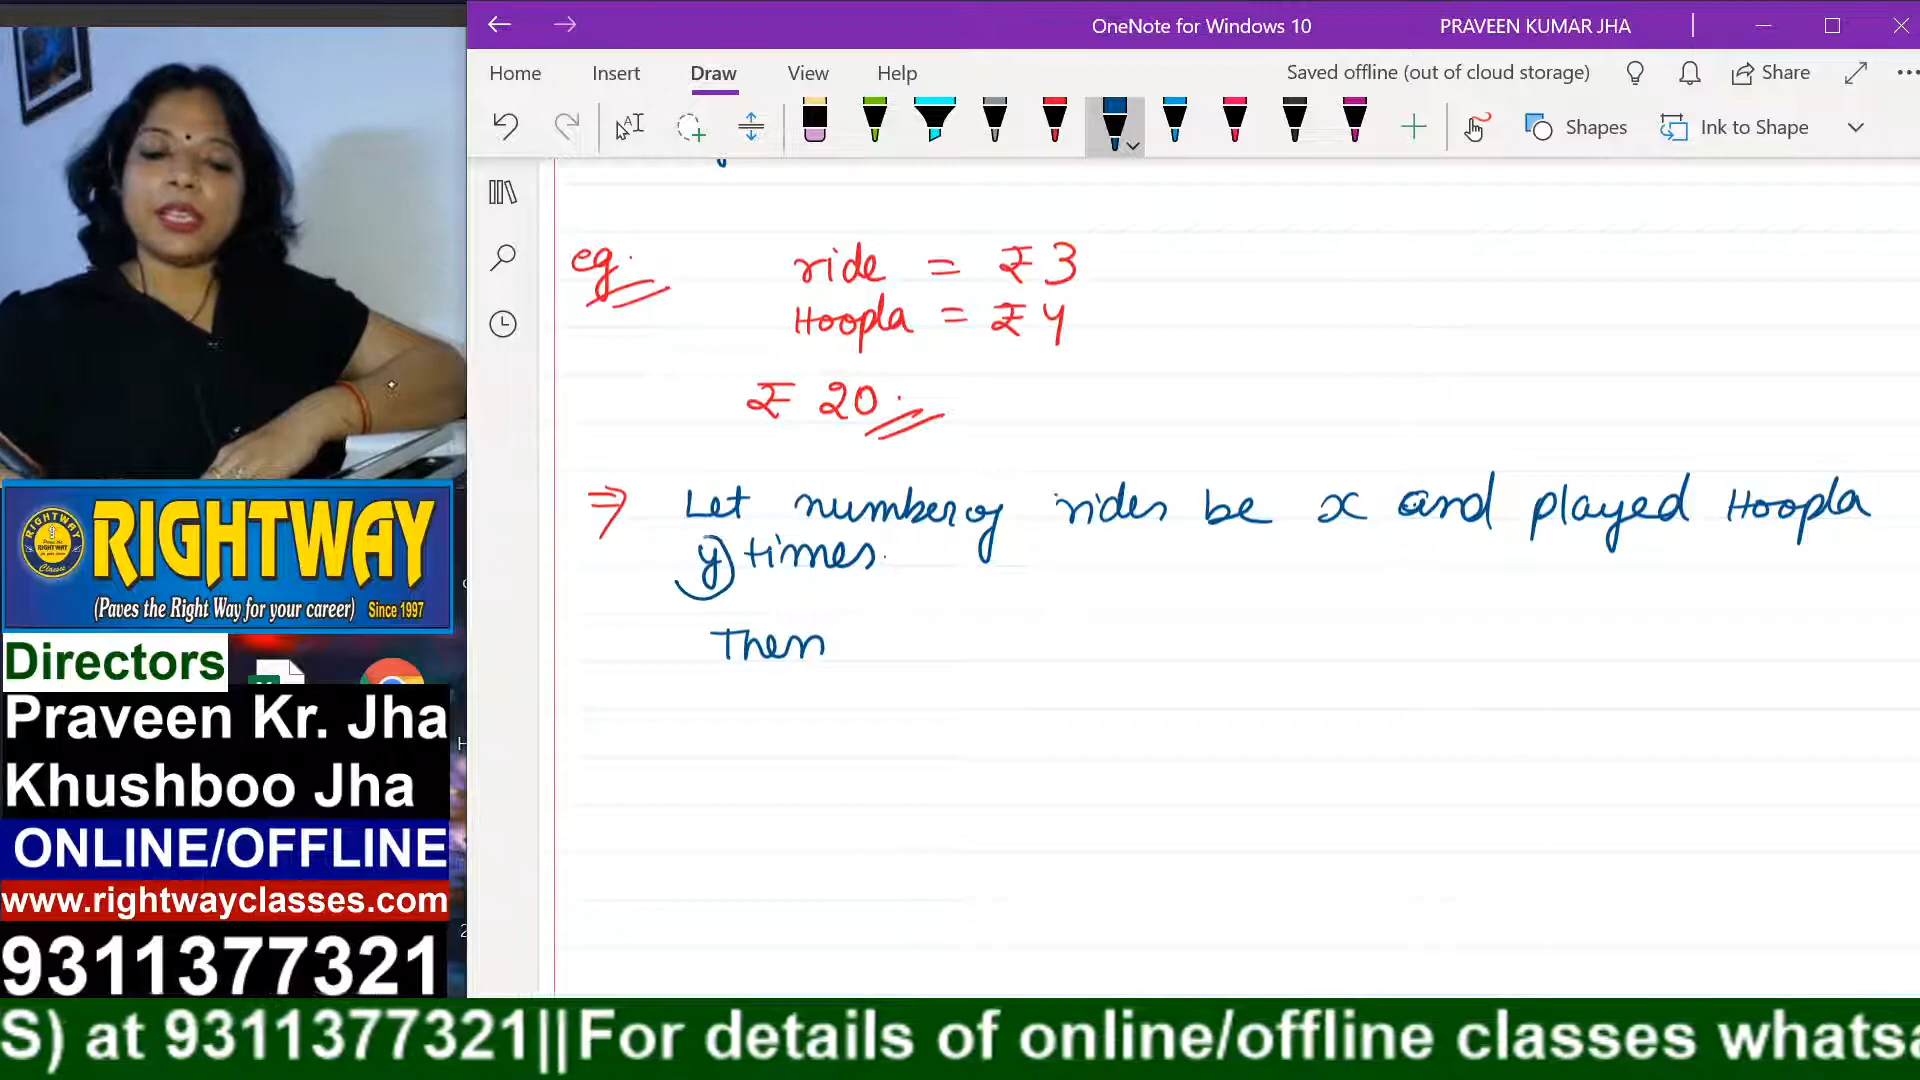 OneNote for Windows 10 PRAVEEN KUMAR JHA
Home Insert Draw View Help Saved offline (out of cloud storage) Share
Shapes Ink to Shape
eg. ride = ₹ 3
Hoopla = ₹ 4
₹ 20.
⇒ Let number of rides be x and played Hoopla
y times.
Then
RIGHTWAY
(Paves the Right Way for your career) Since 1997
Directors
Praveen Kr. Jha
Khushboo Jha
ONLINE/OFFLINE
www.rightwayclasses.com
9311377321
S) at 9311377321||For details of online/offline classes whatsa